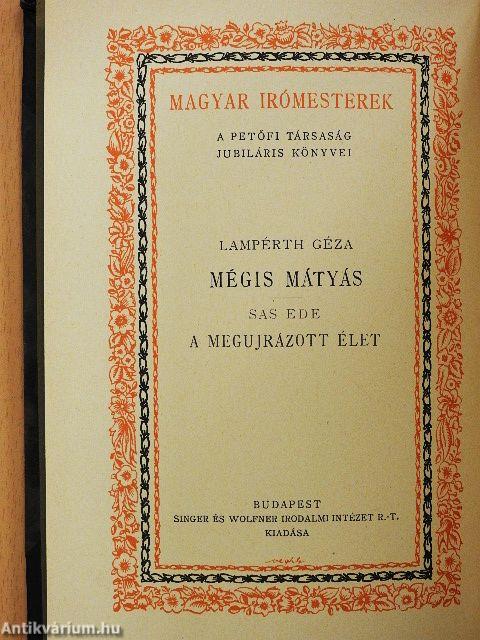 MAGYAR IRÓMESTEREK
A PETŐFI TÁRSASÁG
JUBILÁRIS KÖNYVEI
LAMPÉRTH GÉZA
MÉGIS MÁTYÁS
SAS EDE
A MEGUJRÁZOTT ÉLET
BUDAPEST
SINGER ÉS WOLFNER IRODALMI INTÉZET R.-T.
KIADÁSA
Antikvárium.hu